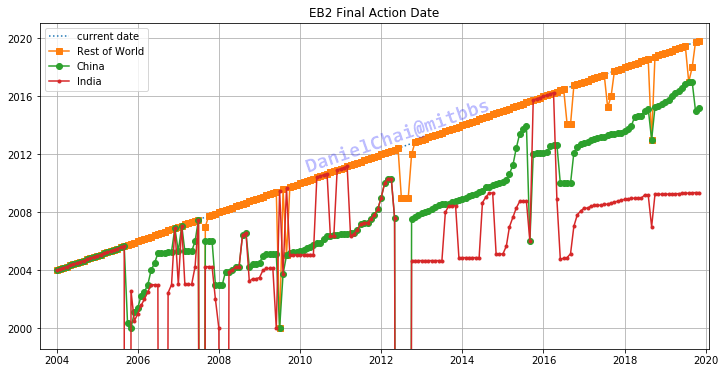 EB2 Final Action Date
current date
Rest of World
China
India
DanielChai@mitbbs
2020
2016
2012
2008
2004
2000
2004 2006 2008 2010 2012 2014 2016 2018 2020